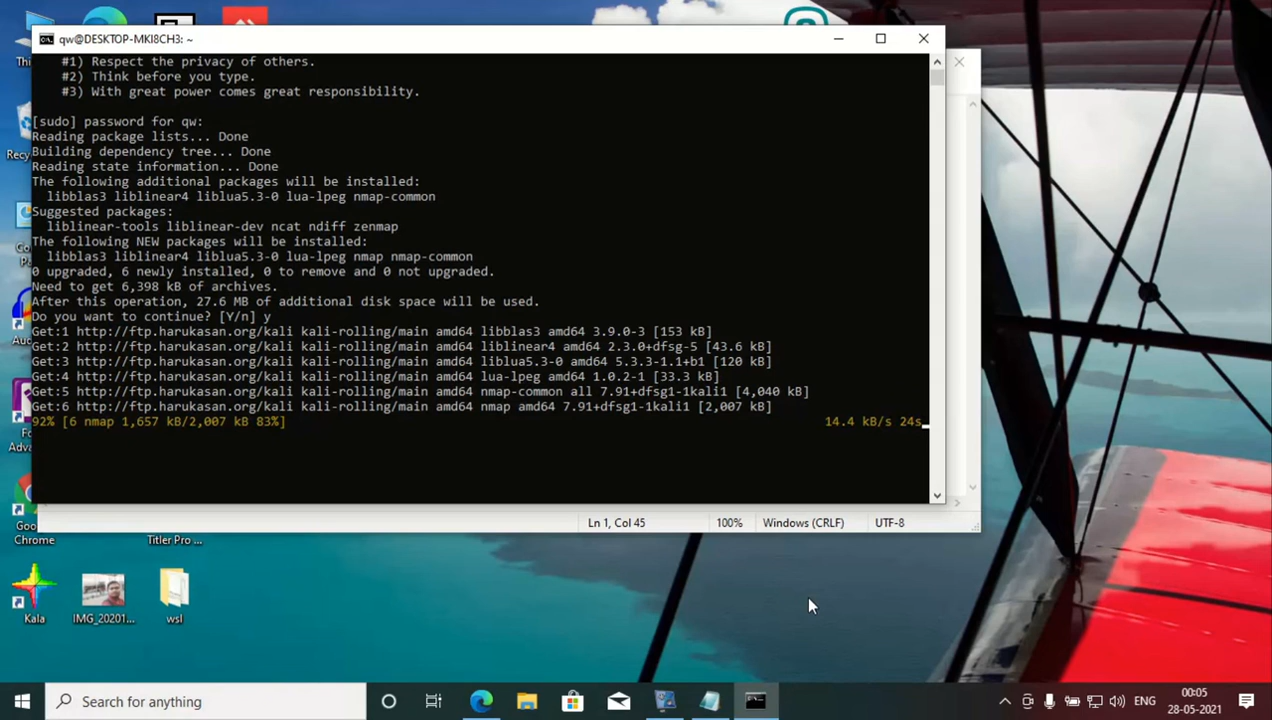 qw@DESKTOP-MKI8CH3: ~
#1) Respect the privacy of others.
#2) Think before you type.
#3) With great power comes great responsibility.
[sudo] password for qw:
Reading package lists... Done
Building dependency tree... Done
Reading state information... Done
The following additional packages will be installed:
libblas3 liblinear4 liblua5.3-0 lua-lpeg nmap-common
Suggested packages:
liblinear-tools liblinear-dev ncat ndiff zenmap
The following NEW packages will be installed:
libblas3 liblinear4 liblua5.3-0 lua-lpeg nmap nmap-common
0 upgraded, 6 newly installed, 0 to remove and 0 not upgraded.
Need to get 6,398 kB of archives.
After this operation, 27.6 MB of additional disk space will be used.
Do you want to continue? [Y/n] y
Get:1 http://ftp.harukasan.org/kali kali-rolling/main amd64 libblas3 amd64 3.9.0-3 [153 kB]
Get:2 http://ftp.harukasan.org/kali kali-rolling/main amd64 liblinear4 amd64 2.3.0+dfsg-5 [43.6 kB]
Get:3 http://ftp.harukasan.org/kali kali-rolling/main amd64 liblua5.3-0 amd64 5.3.3-1.1+b1 [120 kB]
Get:4 http://ftp.harukasan.org/kali kali-rolling/main amd64 lua-lpeg amd64 1.0.2-1 [33.3 kB]
Get:5 http://ftp.harukasan.org/kali kali-rolling/main amd64 nmap-common all 7.91+dfsg1-1kali1 [4,040 kB]
Get:6 http://ftp.harukasan.org/kali kali-rolling/main amd64 nmap amd64 7.91+dfsg1-1kali1 [2,007 kB]
92% [6 nmap 1,657 kB/2,007 kB 83%] 14.4 kB/s 24s
Ln 1, Col 45 100% Windows (CRLF) UTF-8
Chrome
Titler Pro ...
Kala
IMG_20201...
wsl
Search for anything
ENG
00:05
28-05-2021